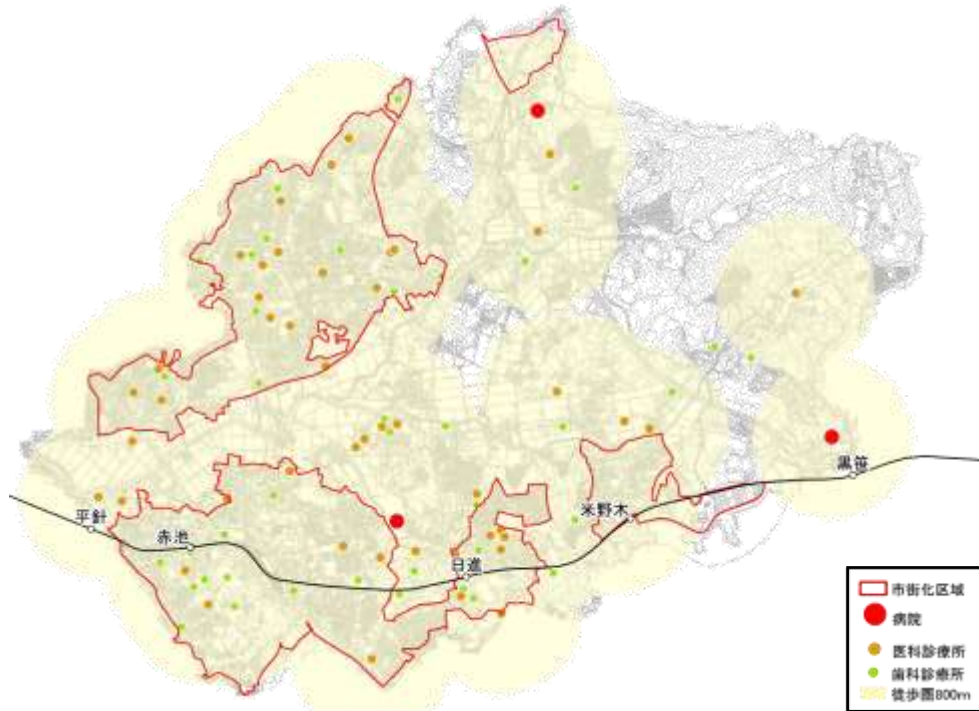 黒笹
米野木
平針
赤池
日進
市街化区域
病院
医科診療所
歯科診療所
徒歩圏800m